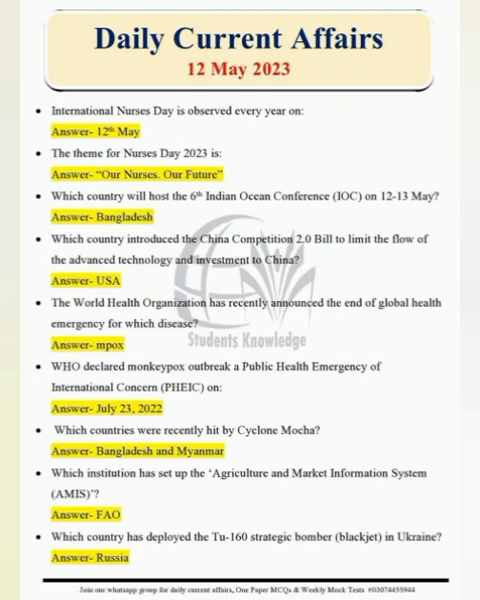 Daily Current Affairs
12 May 2023
• International Nurses Day is observed every year on:
Answer- 12th May
• The theme for Nurses Day 2023 is:
Answer- “Our Nurses. Our Future”
• Which country will host the 6th Indian Ocean Conference (IOC) on 12-13 May?
Answer- Bangladesh
• Which country introduced the China Competition 2.0 Bill to limit the flow of
the advanced technology and investment to China?
Answer- USA
• The World Health Organization has recently announced the end of global health
emergency for which disease?
Answer- mpox
Students Knowledge
• WHO declared monkeypox outbreak a Public Health Emergency of
International Concern (PHEIC) on:
Answer- July 23, 2022
• Which countries were recently hit by Cyclone Mocha?
Answer- Bangladesh and Myanmar
• Which institution has set up the ‘Agriculture and Market Information System
(AMIS)’?
Answer- FAO
• Which country has deployed the Tu-160 strategic bomber (blackjet) in Ukraine?
Answer- Russia
Join our whatsapp group for daily current affairs, One Paper MCQs & Weekly Mock Tests #03074455944